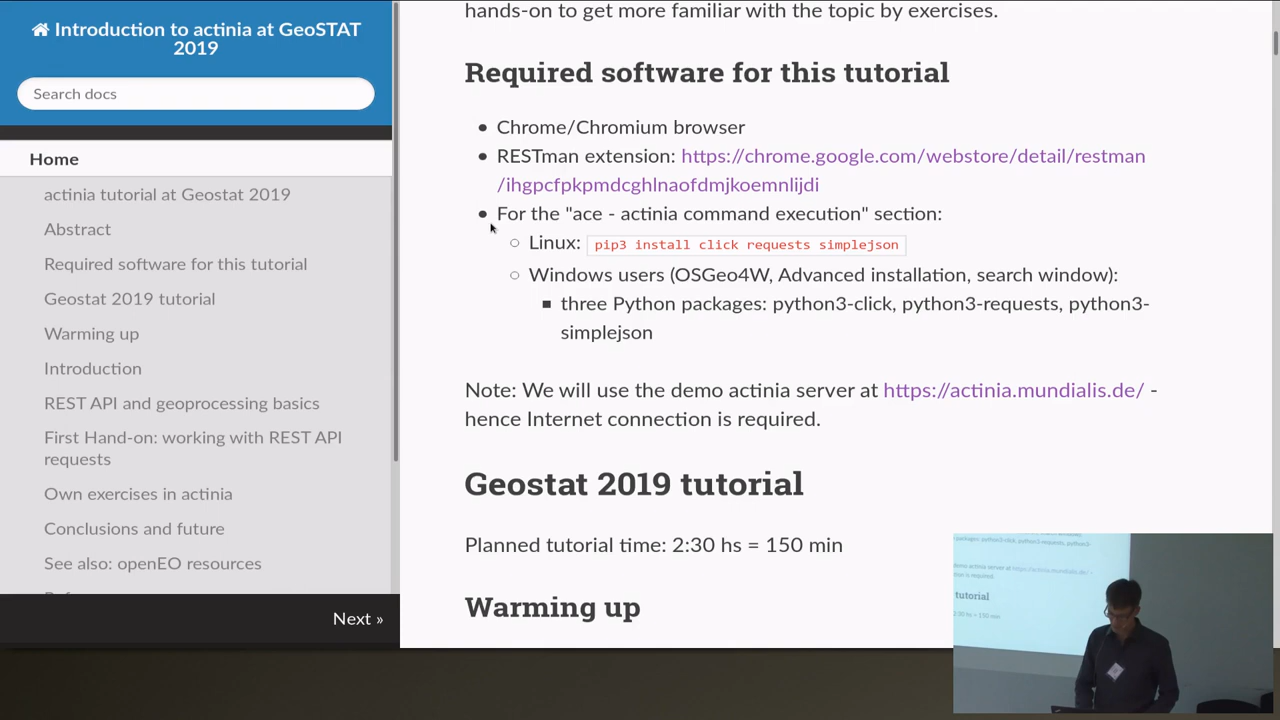 Introduction to actinia at GeoSTAT
2019
Search docs
Home
actinia tutorial at Geostat 2019
Abstract
Required software for this tutorial
Geostat 2019 tutorial
Warming up
Introduction
REST API and geoprocessing basics
First Hand-on: working with REST API
requests
Own exercises in actinia
Conclusions and future
See also: openEO resources
Next »
hands-on to get more familiar with the topic by exercises.
Required software for this tutorial
• Chrome/Chromium browser
• RESTman extension: https://chrome.google.com/webstore/detail/restman
/ihgpcfpkpmdcghlnaofdmjkoemnlijdi
• For the "ace - actinia command execution" section:
○ Linux: pip3 install click requests simplejson
○ Windows users (OSGeo4W, Advanced installation, search window):
▪ three Python packages: python3-click, python3-requests, python3-
simplejson
Note: We will use the demo actinia server at https://actinia.mundialis.de/ -
hence Internet connection is required.
Geostat 2019 tutorial
Planned tutorial time: 2:30 hs = 150 min
Warming up
tutorial